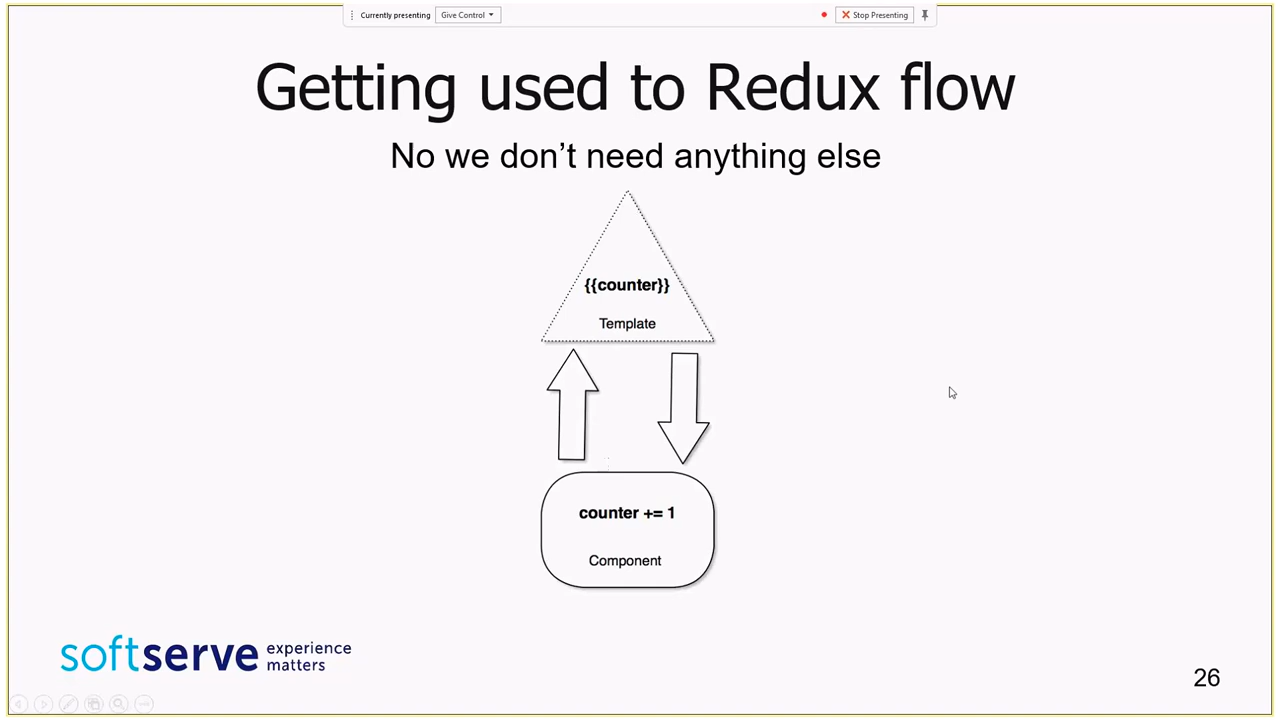 Currently presenting Give Control Stop Presenting
Getting used to Redux flow
No we don't need anything else
{{counter}}
Template
counter += 1
Component
softserve experience
matters
26